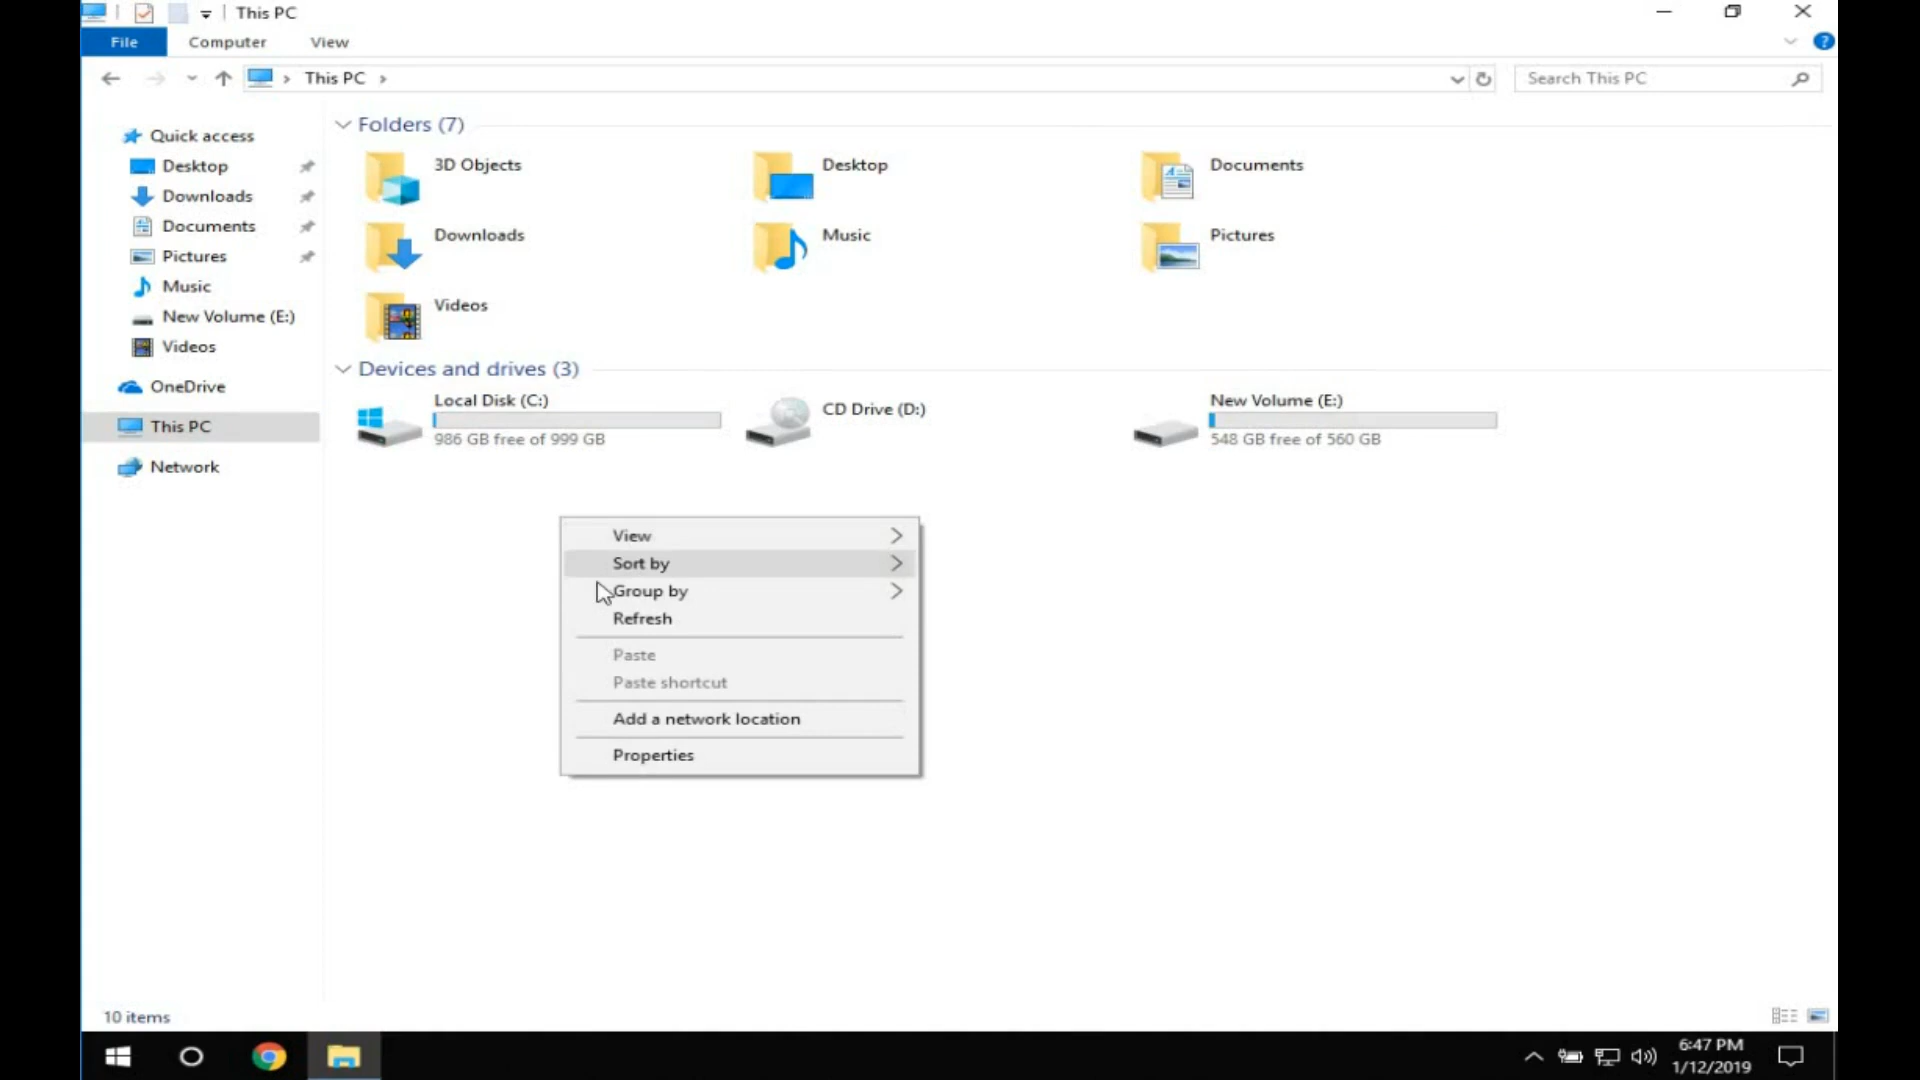 This PC
File Computer View
This PC
Search This PC
Quick access
Desktop
Downloads
Documents
Pictures
Music
New Volume (E:)
Videos
OneDrive
This PC
Network
Folders (7)
3D Objects
Desktop
Documents
Downloads
Music
Pictures
Videos
Devices and drives (3)
Local Disk (C:)
986 GB free of 999 GB
CD Drive (D:)
New Volume (E:)
548 GB free of 560 GB
View
Sort by
Group by
Refresh
Paste
Paste shortcut
Add a network location
Properties
10 items
6:47 PM
1/12/2019